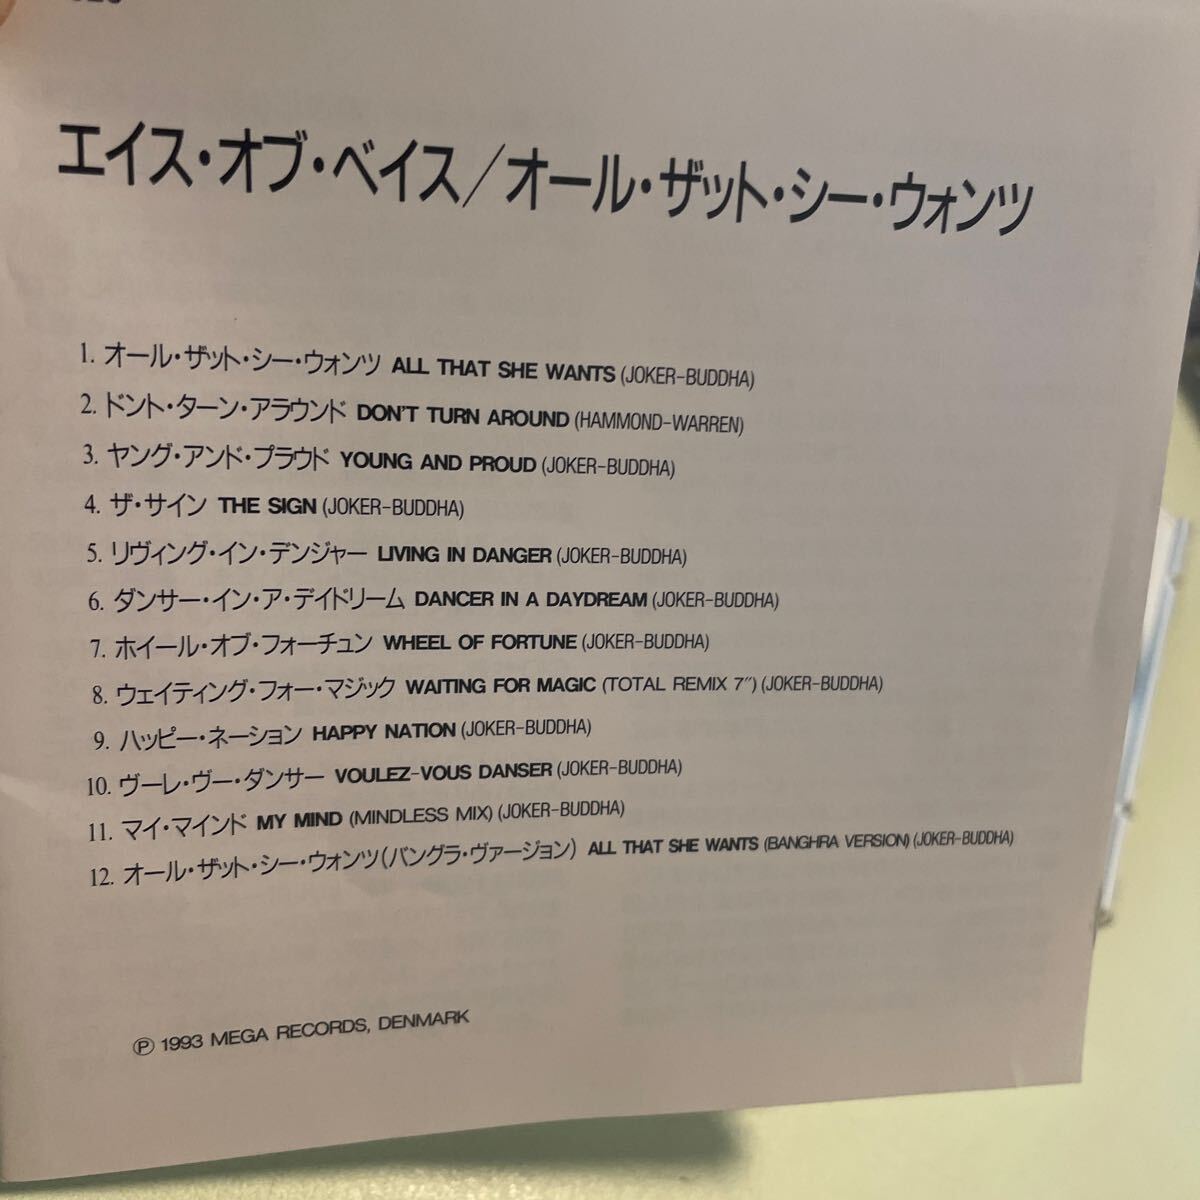 エイス・オブ・ベイス/オール・ザット・シー・ウォンツ
1. オール・ザット・シー・ウォンツ ALL THAT SHE WANTS (JOKER-BUDDHA)
2. ドント・ターン・アラウンド DON'T TURN AROUND (HAMMOND-WARREN)
3. ヤング・アンド・プラウド YOUNG AND PROUD (JOKER-BUDDHA)
4. ザ・サイン THE SIGN (JOKER-BUDDHA)
5. リヴィング・イン・デンジャー LIVING IN DANGER (JOKER-BUDDHA)
6. ダンサー・イン・ア・デイドリーム DANCER IN A DAYDREAM (JOKER-BUDDHA)
7. ホイール・オブ・フォーチュン WHEEL OF FORTUNE (JOKER-BUDDHA)
8. ウェイティング・フォー・マジック WAITING FOR MAGIC (TOTAL REMIX 7″) (JOKER-BUDDHA)
9. ハッピー・ネーション HAPPY NATION (JOKER-BUDDHA)
10. ヴーレ・ヴー・ダンサー VOULEZ-VOUS DANSER (JOKER-BUDDHA)
11. マイ・マインド MY MIND (MINDLESS MIX) (JOKER-BUDDHA)
12. オール・ザット・シー・ウォンツ(バングラ・ヴァージョン) ALL THAT SHE WANTS (BANGHRA VERSION) (JOKER-BUDDHA)
Ⓟ 1993 MEGA RECORDS, DENMARK